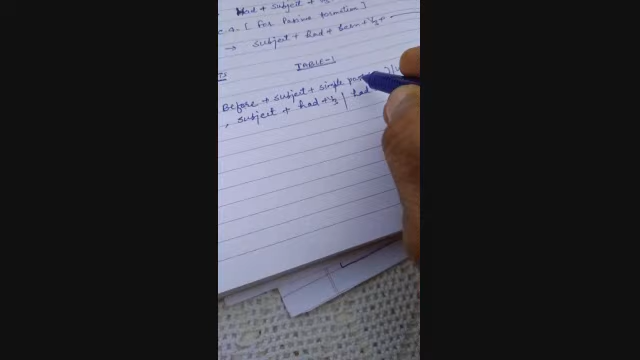 Had + subject + V3
[ For Passive formation ]
→ subject + had + been + V3 +
TABLE-1
Before + subject + simple past
, subject + had + V3 | had